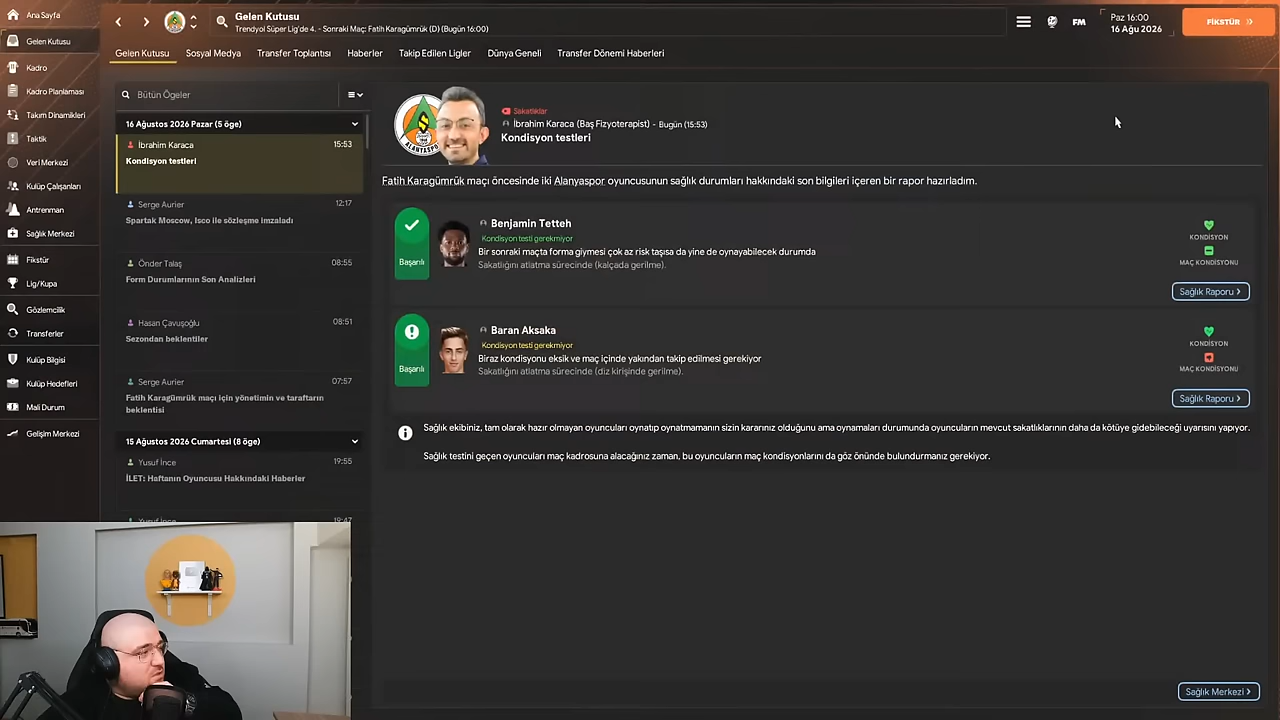 Ana Sayfa
Gelen Kutusu
Kadro
Kadro Planlaması
Takım Dinamikleri
Taktik
Veri Merkezi
Kulüp Çalışanları
Antrenman
Sağlık Merkezi
Fikstür
Lig/Kupa
Gözlemcilik
Transferler
Kulüp Bilgisi
Kulüp Hedefleri
Mali Durum
Gelişim Merkezi
Gelen Kutusu
Trendyol Süper Lig'de 4. - Sonraki Maç: Fatih Karagümrük (D) (Bugün 16:00)
FM
Paz 16:00
16 Ağu 2026
FİKSTÜR
Gelen Kutusu
Sosyal Medya
Transfer Toplantısı
Haberler
Takip Edilen Ligler
Dünya Geneli
Transfer Dönemi Haberleri
Bütün Ögeler
16 Ağustos 2026 Pazar (5 öge)
İbrahim Karaca 15:53
Kondisyon testleri
Serge Aurier 12:17
Spartak Moscow, Isco ile sözleşme imzaladı
Önder Talaş 08:55
Form Durumlarının Son Analizleri
Hasan Çavuşoğlu 08:51
Sezondan beklentiler
Serge Aurier 07:57
Fatih Karagümrük maçı için yönetimin ve taraftarın
beklentisi
15 Ağustos 2026 Cumartesi (8 öge)
Yusuf İnce 19:55
İLET: Haftanın Oyuncusu Hakkındaki Haberler
Yusuf İnce 19:47
Sakatlıklar
İbrahim Karaca (Baş Fizyoterapist) - Bugün (15:53)
Kondisyon testleri
Fatih Karagümrük maçı öncesinde iki Alanyaspor oyuncusunun sağlık durumları hakkındaki son bilgileri içeren bir rapor hazırladım.
Başarılı
Benjamin Tetteh
Kondisyon testi gerekmiyor
Bir sonraki maçta forma giymesi çok az risk taşısa da yine de oynayabilecek durumda
Sakatlığını atlatma sürecinde (kalçada gerilme).
KONDİSYON
MAÇ KONDİSYONU
Sağlık Raporu
Başarılı
Baran Aksaka
Kondisyon testi gerekmiyor
Biraz kondisyonu eksik ve maç içinde yakından takip edilmesi gerekiyor
Sakatlığını atlatma sürecinde (diz kirişinde gerilme).
KONDİSYON
MAÇ KONDİSYONU
Sağlık Raporu
Sağlık ekibiniz, tam olarak hazır olmayan oyuncuları oynatıp oynatmamanın sizin kararınız olduğunu ama oynamaları durumunda oyuncuların mevcut sakatlıklarının daha da kötüye gidebileceği uyarısını yapıyor.
Sağlık testini geçen oyuncuları maç kadrosuna alacağınız zaman, bu oyuncuların maç kondisyonlarını da göz önünde bulundurmanız gerekiyor.
Sağlık Merkezi